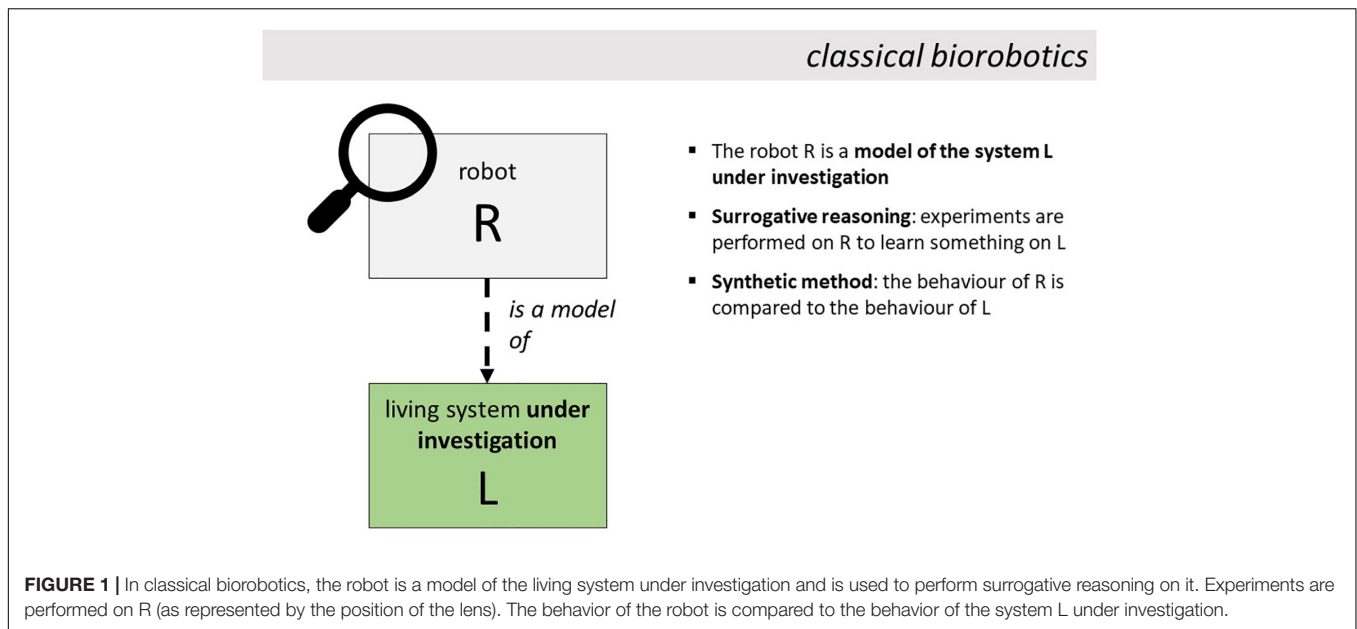 classical biorobotics
robot
R
is a model
of
living system under
investigation
L
▪ The robot R is a model of the system L
under investigation
▪ Surrogative reasoning: experiments are
performed on R to learn something on L
▪ Synthetic method: the behaviour of R is
compared to the behaviour of L
FIGURE 1 | In classical biorobotics, the robot is a model of the living system under investigation and is used to perform surrogative reasoning on it. Experiments are
performed on R (as represented by the position of the lens). The behavior of the robot is compared to the behavior of the system L under investigation.